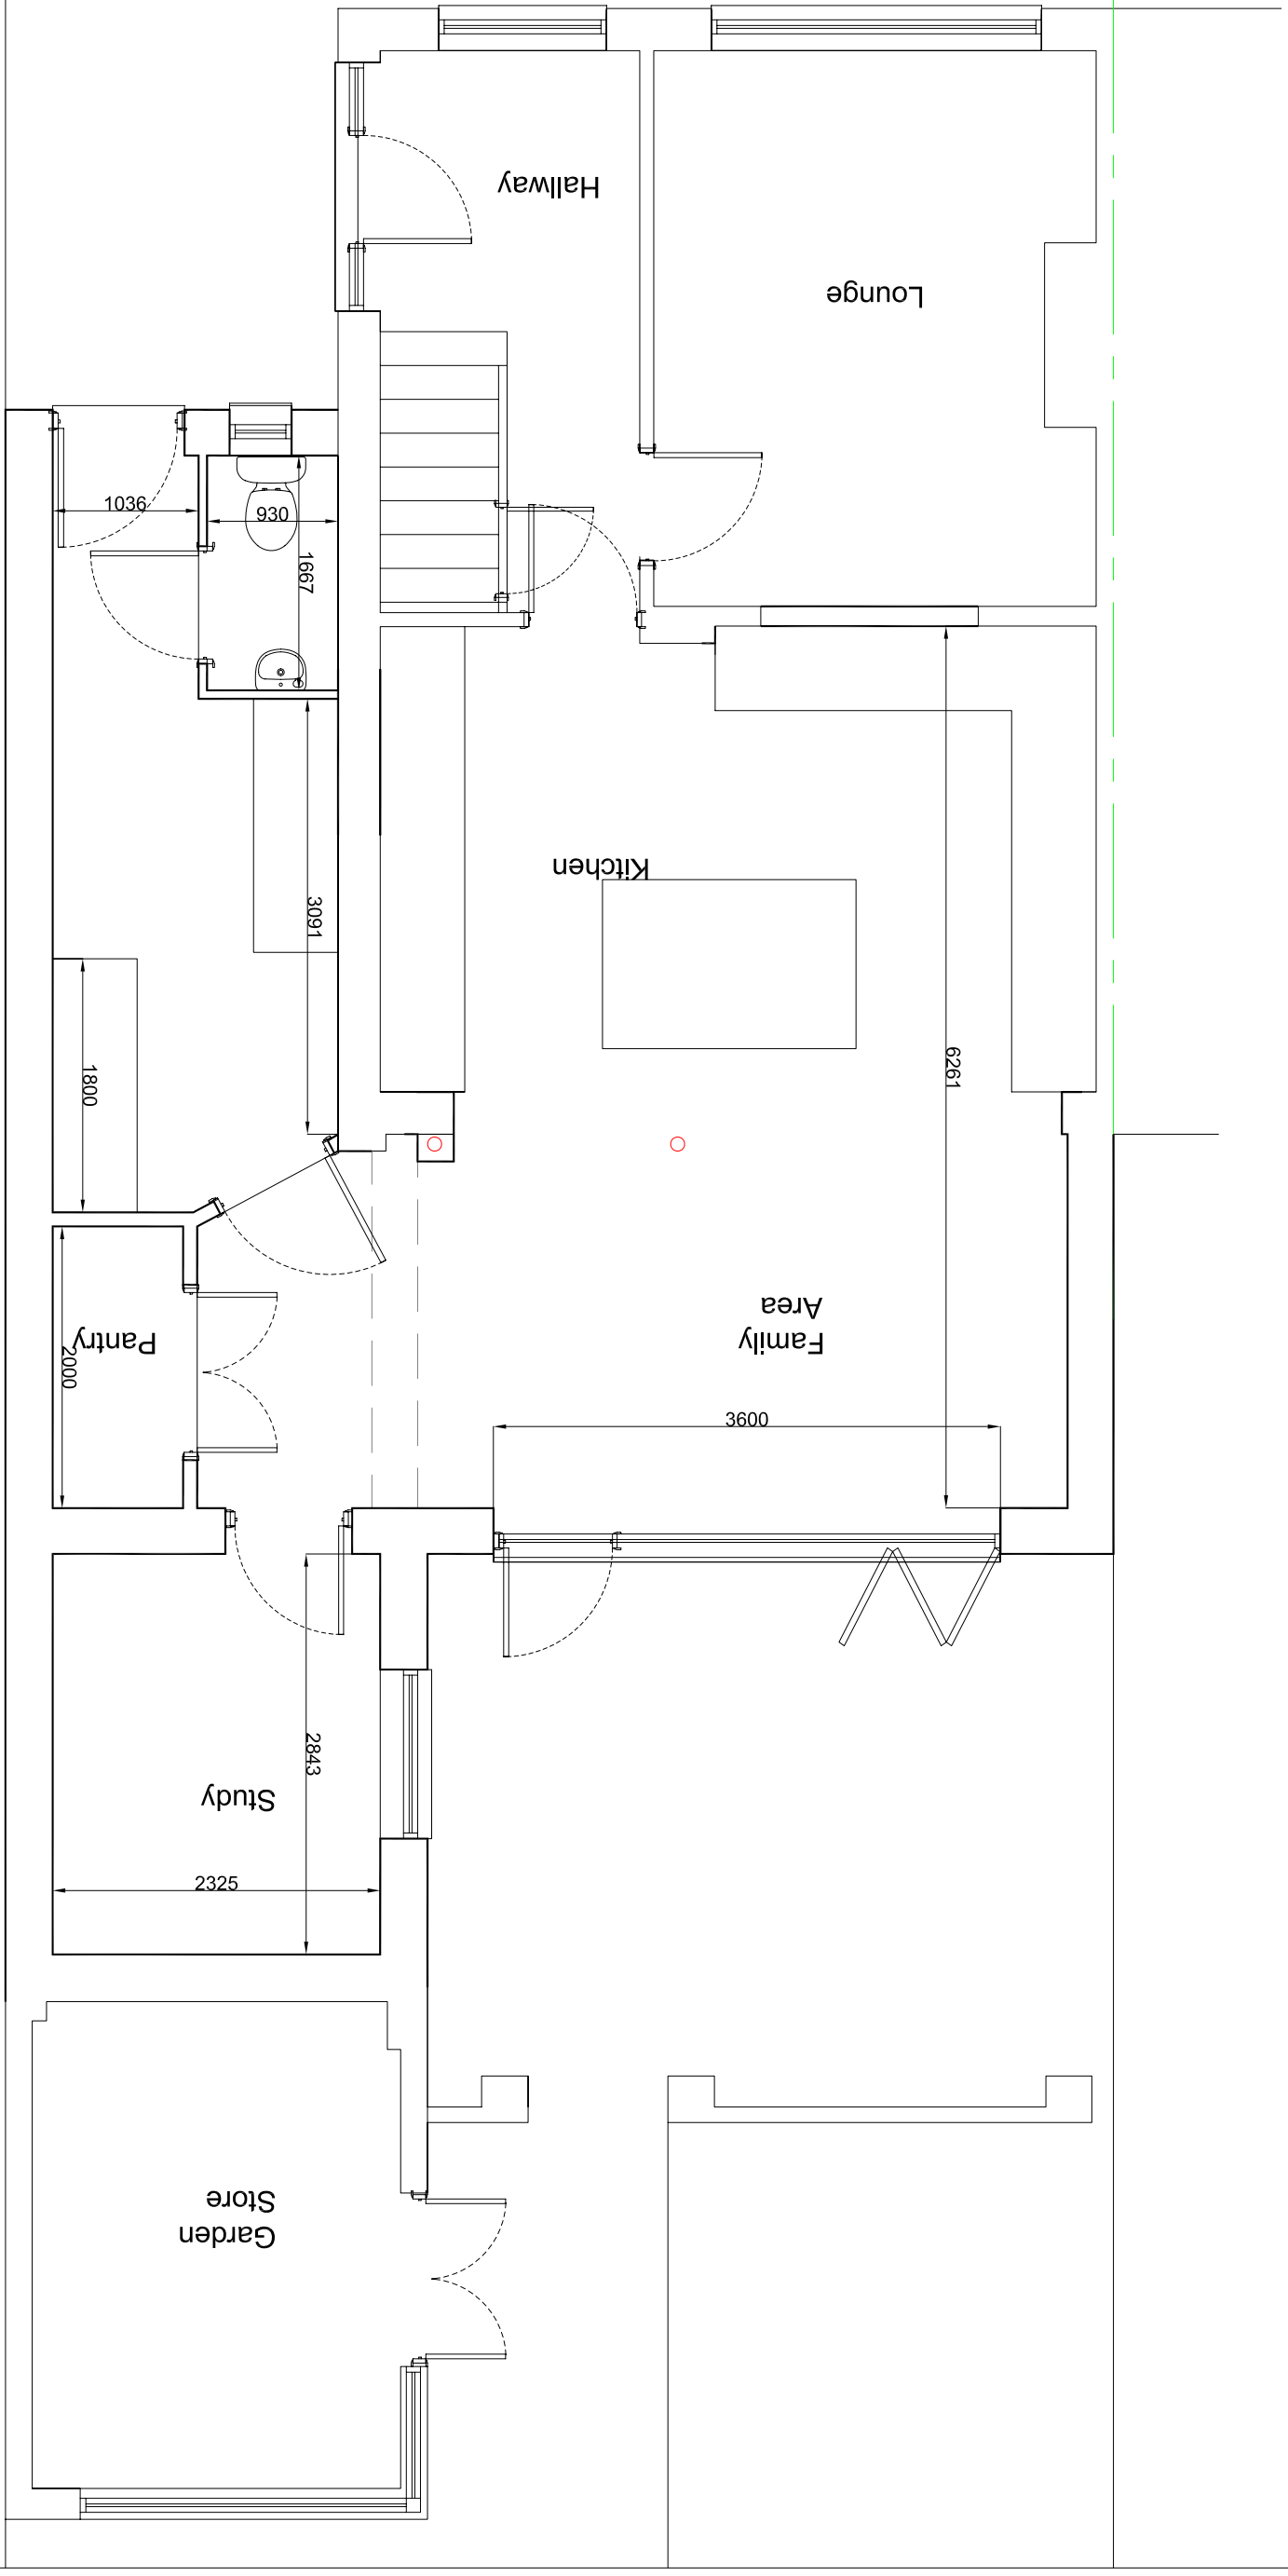 Hallway
Lounge
1036
930
1667
Kitchen
3091
6261
1800
Family
Area
Pantry
2000
3600
2843
Study
2325
Garden
Store